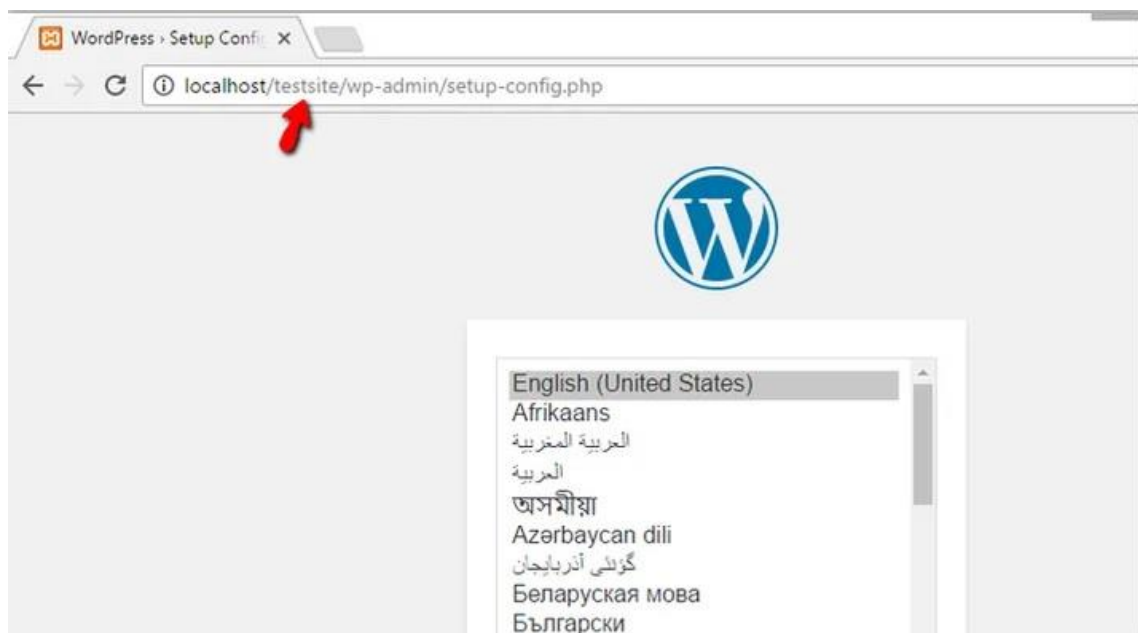 WordPress › Setup Confi
localhost/testsite/wp-admin/setup-config.php
English (United States)
Afrikaans
العربية المغربية
العربية
অসমীয়া
Azərbaycan dili
گؤنئی آذربایجان
Беларуская мова
Български